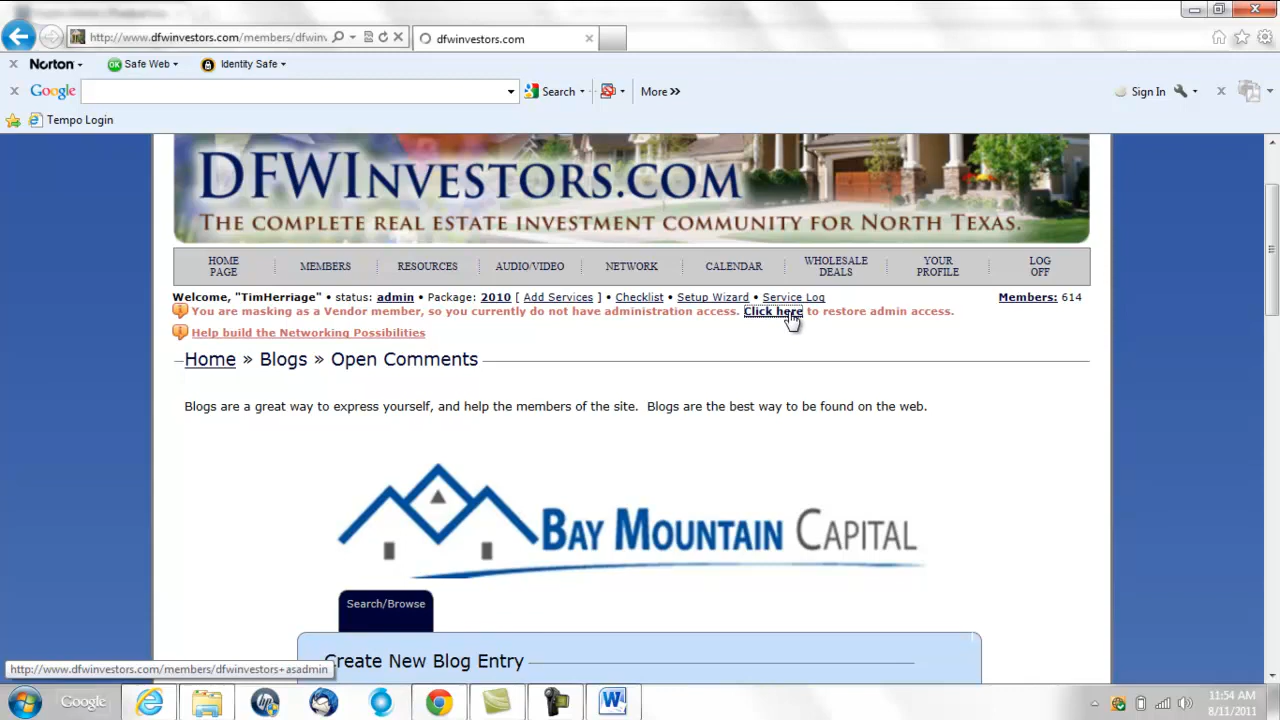 http://www.dfwinvestors.com/members/dfwin
dfwinvestors.com
Norton
OK Safe Web
Identity Safe
Google
Search
More »
Sign In
Tempo Login
DFWInvestors.com
The complete real estate investment community for North Texas.
HOME PAGE
MEMBERS
RESOURCES
AUDIO/VIDEO
NETWORK
CALENDAR
WHOLESALE DEALS
YOUR PROFILE
LOG OFF
Welcome, "TimHerriage" • status: admin • Package: 2010 [ Add Services ] • Checklist • Setup Wizard • Service Log
Members: 614
You are masking as a Vendor member, so you currently do not have administration access. Click here to restore admin access.
Help build the Networking Possibilities
Home » Blogs » Open Comments
Blogs are a great way to express yourself, and help the members of the site. Blogs are the best way to be found on the web.
Bay Mountain Capital
Search/Browse
Create New Blog Entry
http://www.dfwinvestors.com/members/dfwinvestors+asadmin
Google
11:54 AM
8/11/2011